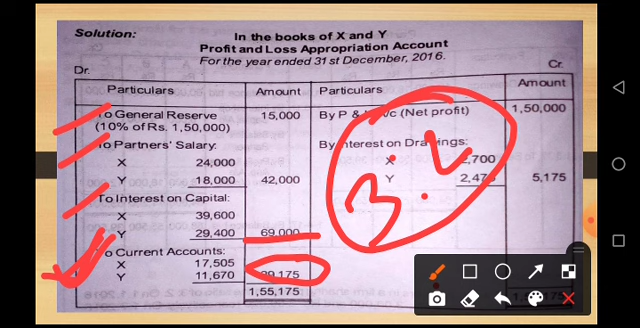 Solution:
In the books of X and Y
Profit and Loss Appropriation Account
For the year ended 31st December, 2016.
Dr. Cr.
Particulars Amount Particulars Amount
To General Reserve 15,000 By P & (Net profit) 1,50,000
(10% of Rs. 1,50,000)
To Partners' Salary: By Interest on Drawings:
X 24,000 X 2,700
Y 18,000 42,000 Y 2,475 5,175
To Interest on Capital:
X 39,600
Y 29,400 69,000
To Current Accounts:
X 17,505
Y 11,670 29,175
1,55,175
3:2